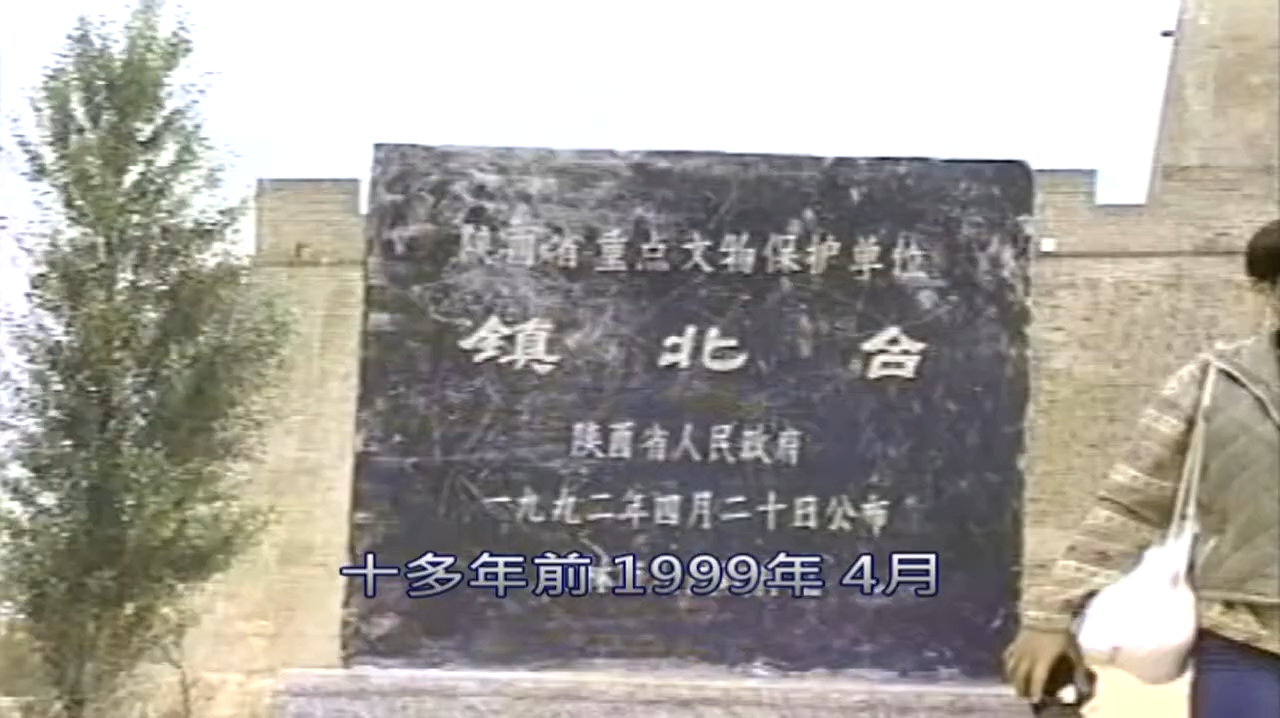 陕西省重点文物保护单位
镇北台
陕西省人民政府
一九九二年四月二十日公布
十多年前 1999年 4月